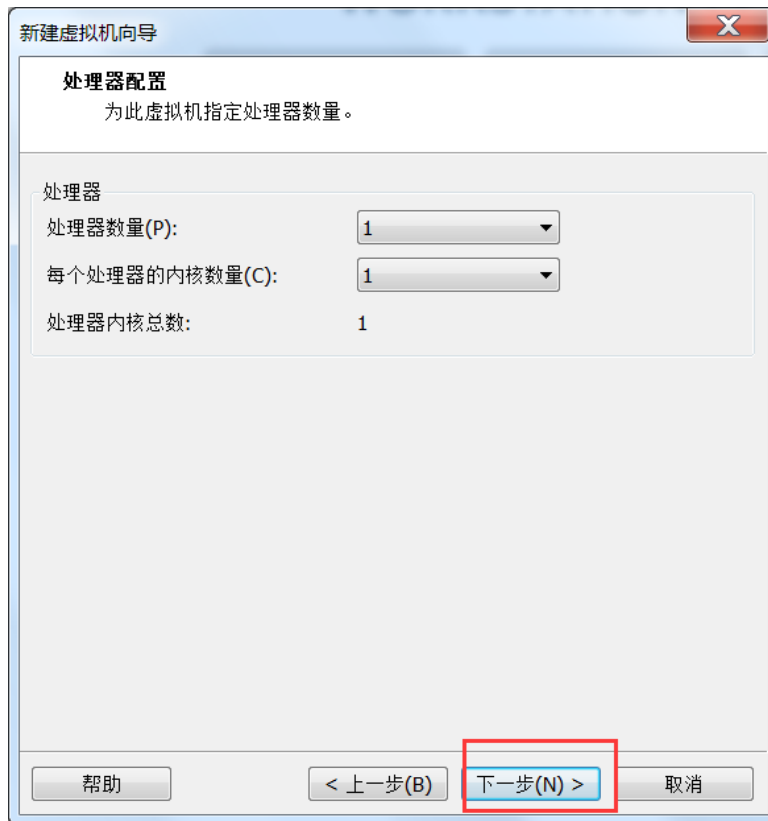 新建虚拟机向导
处理器配置
为此虚拟机指定处理器数量。
处理器
处理器数量(P): 1
每个处理器的内核数量(C): 1
处理器内核总数: 1
帮助 < 上一步(B) 下一步(N) > 取消